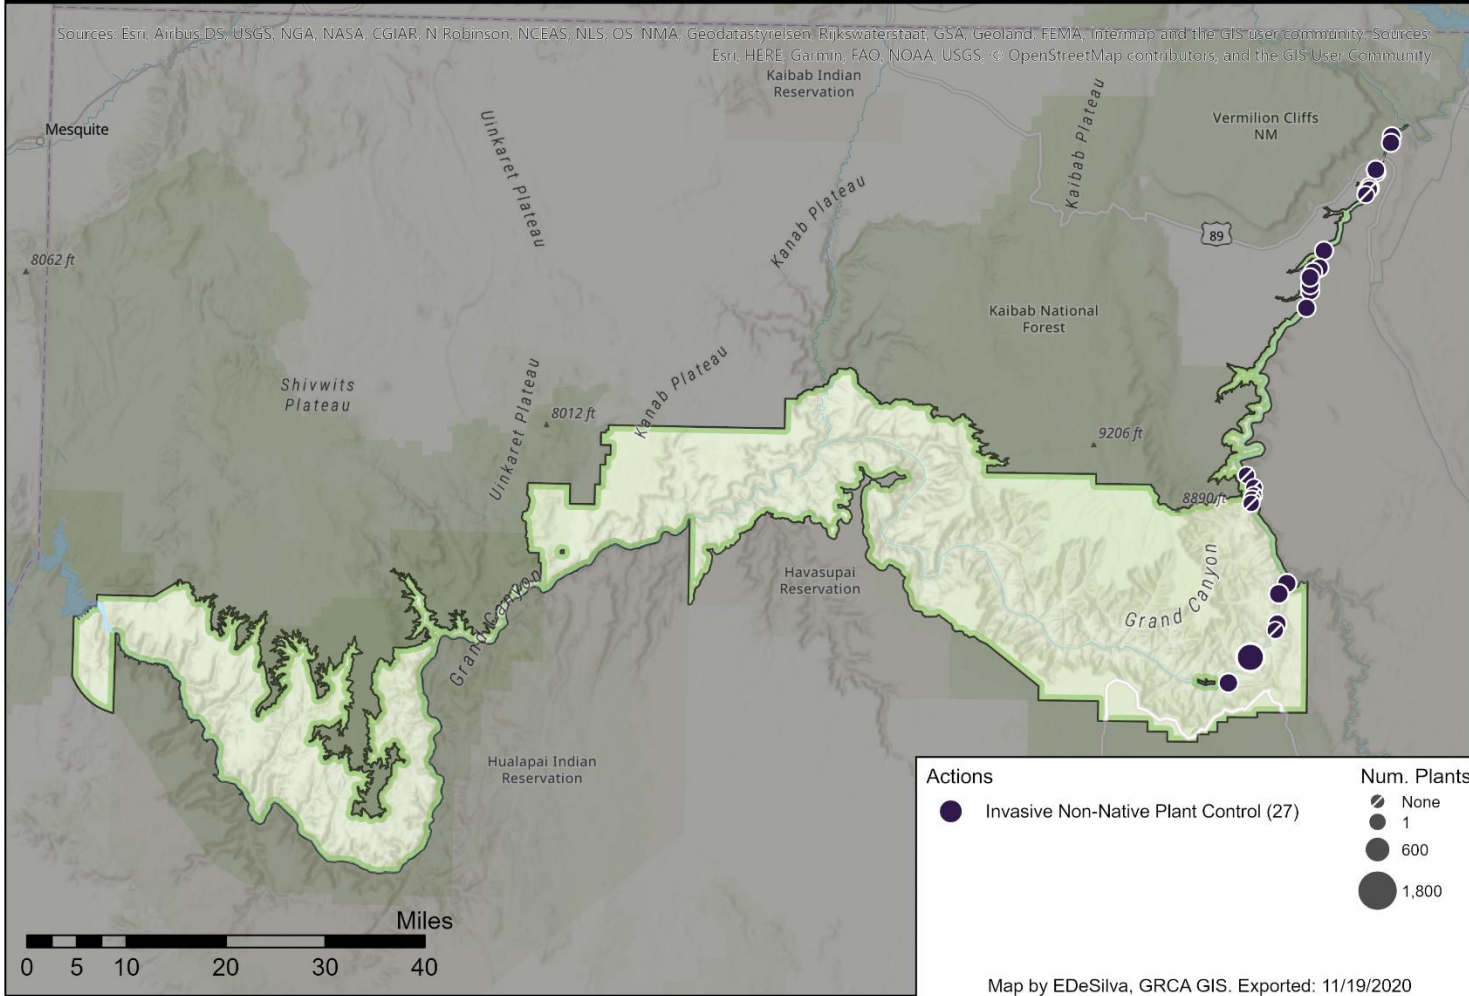 Sources: Esri, Airbus DS, USGS, NGA, NASA, CGIAR, N Robinson, NCEAS, NLS, OS, NMA, Geodatastyrelsen, Rijkswaterstaat, GSA, Geoland, FEMA, Intermap and the GIS user community, Sources:
Esri, HERE, Garmin, FAO, NOAA, USGS, © OpenStreetMap contributors, and the GIS User Community
Kaibab Indian
Reservation
Mesquite
Uinkaret Plateau
Kaibab Plateau
Vermilion Cliffs
NM
Kanab Plateau
89
8062 ft
Kaibab National
Forest
Shivwits
Plateau
Uinkaret Plateau
Kanab Plateau
8012 ft
9206 ft
8890 ft
Havasupai
Reservation
Grand Canyon
Grand Canyon
Hualapai Indian
Reservation
Actions
Invasive Non-Native Plant Control (27)
Num. Plants
None
1
600
1,800
Miles
0 5 10 20 30 40
Map by EDeSilva, GRCA GIS. Exported: 11/19/2020